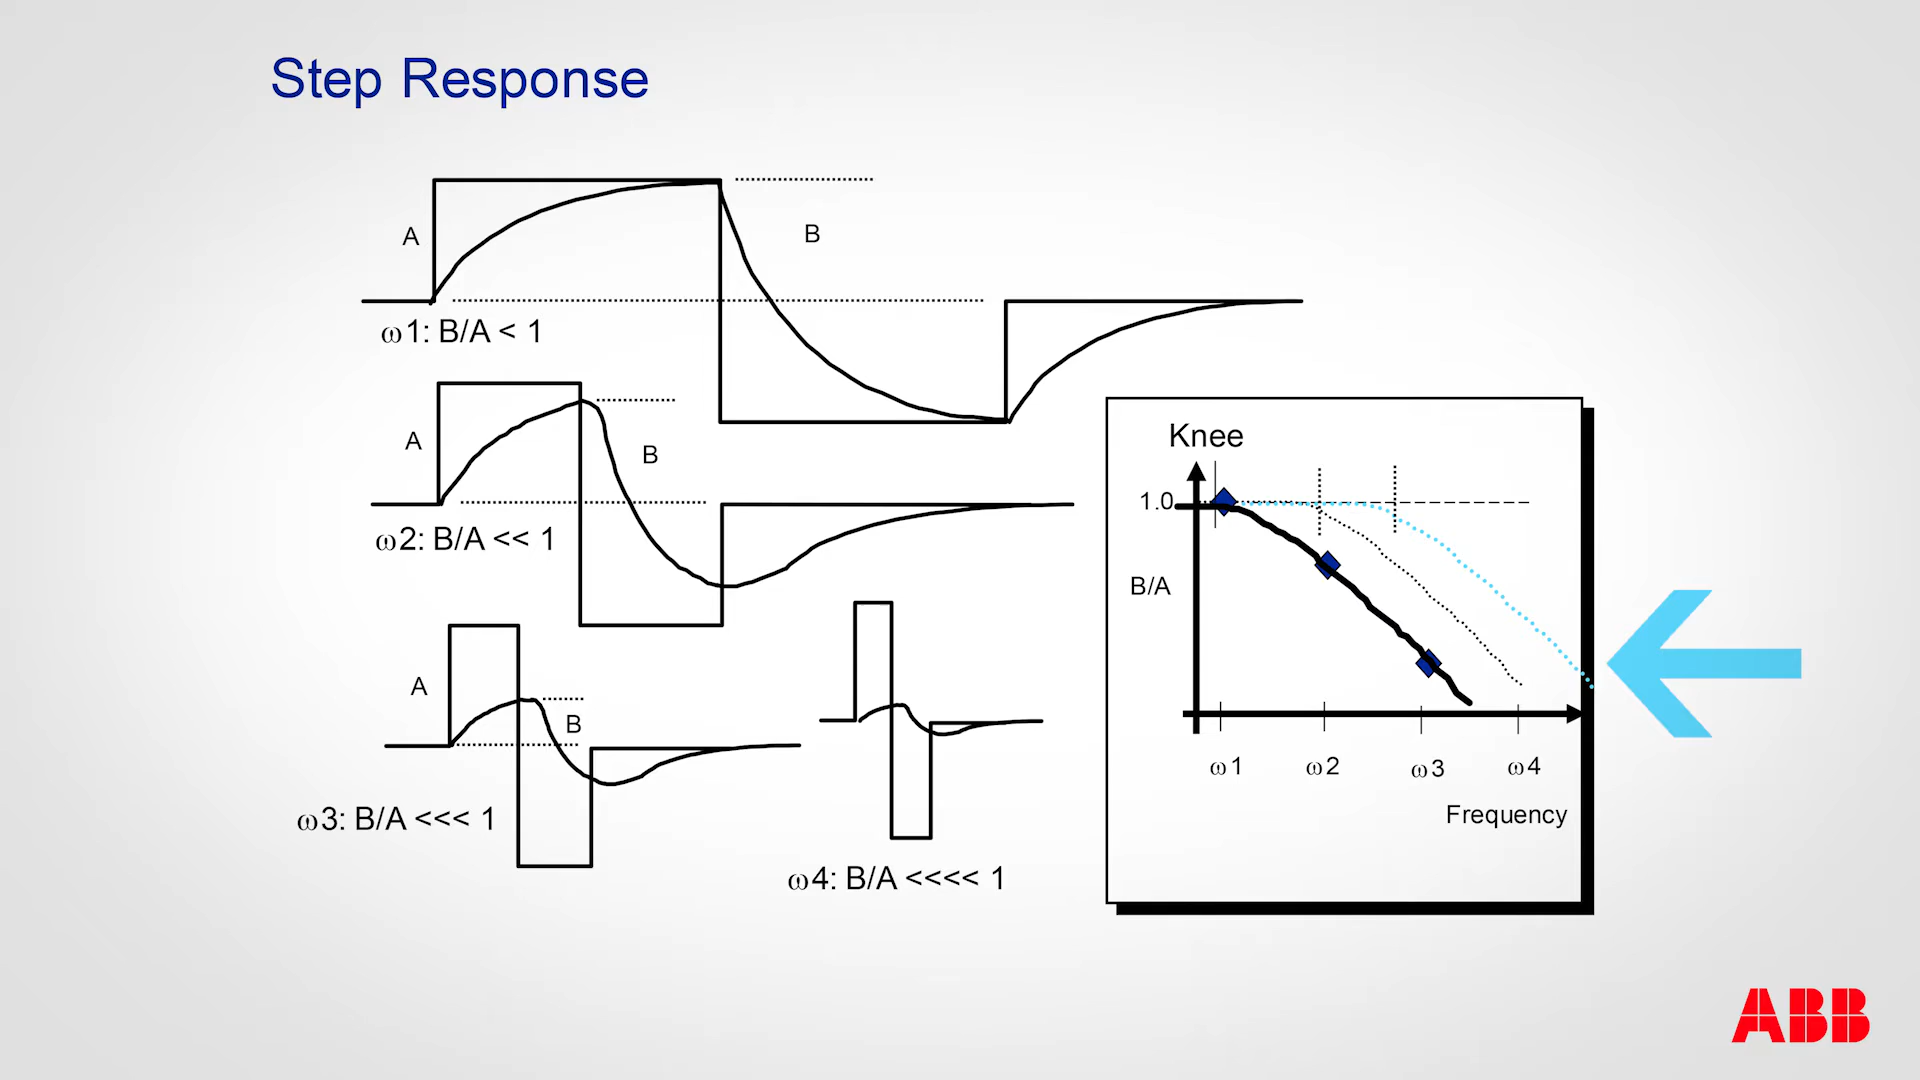 Step Response
A
B
ω1: B/A < 1
A
B
ω2: B/A << 1
A
B
ω3: B/A <<< 1
ω4: B/A <<<< 1
Knee
1.0
B/A
ω1 ω2 ω3 ω4
Frequency
ABB